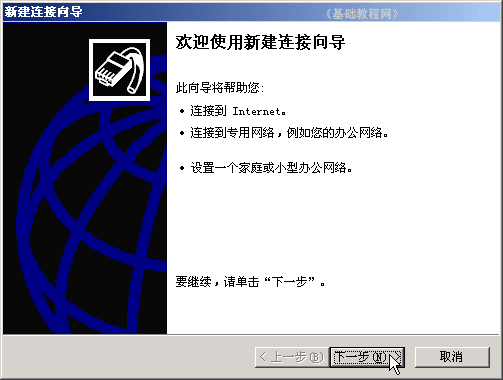 新建连接向导
《基础教程网》
欢迎使用新建连接向导
此向导将帮助您:
• 连接到 Internet。
• 连接到专用网络，例如您的办公网络。
• 设置一个家庭或小型办公网络。
要继续，请单击“下一步”。
< 上一步(B)
下一步(N) >
取消